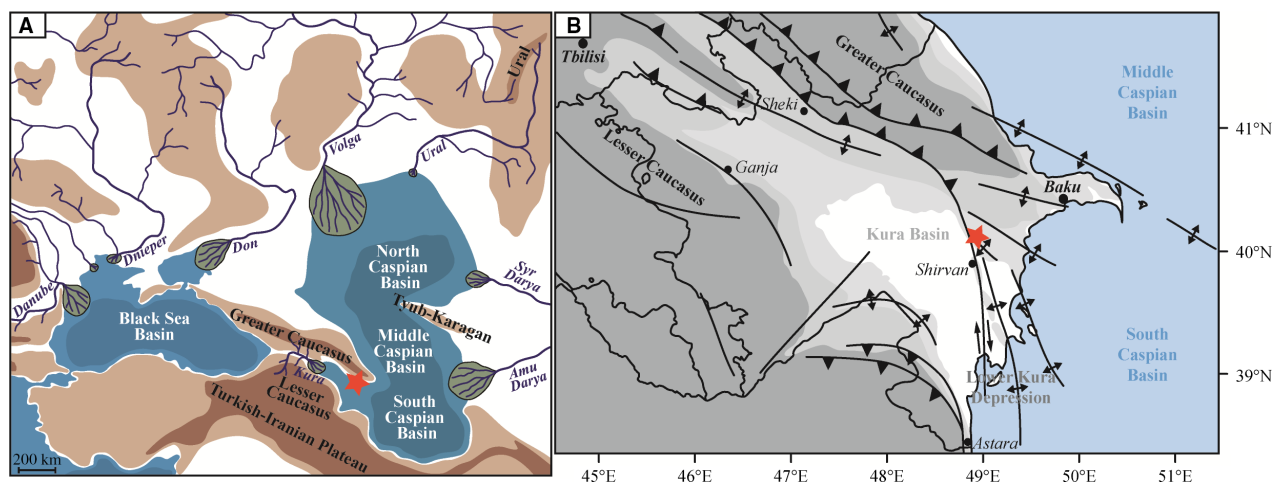 A
Ural
Volga
Ural
Dnieper
Don
Danube
Syr
Darya
North
Caspian
Basin
Tyub-Karagan
Black Sea
Basin
Greater Caucasus
Middle
Caspian
Basin
Kura
Lesser
Caucasus
Amu
Darya
Turkish-Iranian Plateau
South
Caspian
Basin
200 km
B
Tbilisi
Greater Caucasus
Middle
Caspian
Basin
Sheki
41°N
Lesser Caucasus
Ganja
Baku
Kura Basin
40°N
Shirvan
South
Caspian
Basin
39°N
Lower Kura
Depression
Astara
45°E
46°E
47°E
48°E
49°E
50°E
51°E